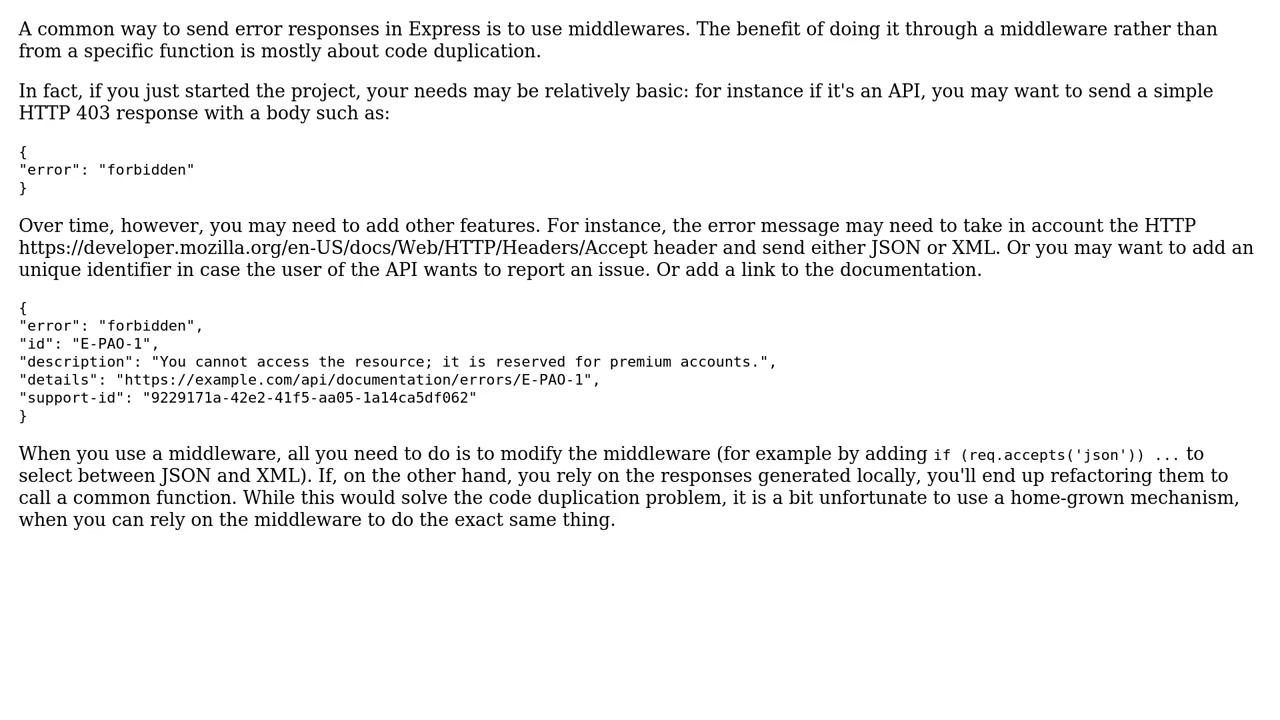 A common way to send error responses in Express is to use middlewares. The benefit of doing it through a middleware rather than
from a specific function is mostly about code duplication.
In fact, if you just started the project, your needs may be relatively basic: for instance if it's an API, you may want to send a simple
HTTP 403 response with a body such as:
{
"error": "forbidden"
}
Over time, however, you may need to add other features. For instance, the error message may need to take in account the HTTP
https://developer.mozilla.org/en-US/docs/Web/HTTP/Headers/Accept header and send either JSON or XML. Or you may want to add an
unique identifier in case the user of the API wants to report an issue. Or add a link to the documentation.
{
"error": "forbidden",
"id": "E-PAO-1",
"description": "You cannot access the resource; it is reserved for premium accounts.",
"details": "https://example.com/api/documentation/errors/E-PAO-1",
"support-id": "9229171a-42e2-41f5-aa05-1a14ca5df062"
}
When you use a middleware, all you need to do is to modify the middleware (for example by adding if (req.accepts('json')) ... to
select between JSON and XML). If, on the other hand, you rely on the responses generated locally, you'll end up refactoring them to
call a common function. While this would solve the code duplication problem, it is a bit unfortunate to use a home-grown mechanism,
when you can rely on the middleware to do the exact same thing.